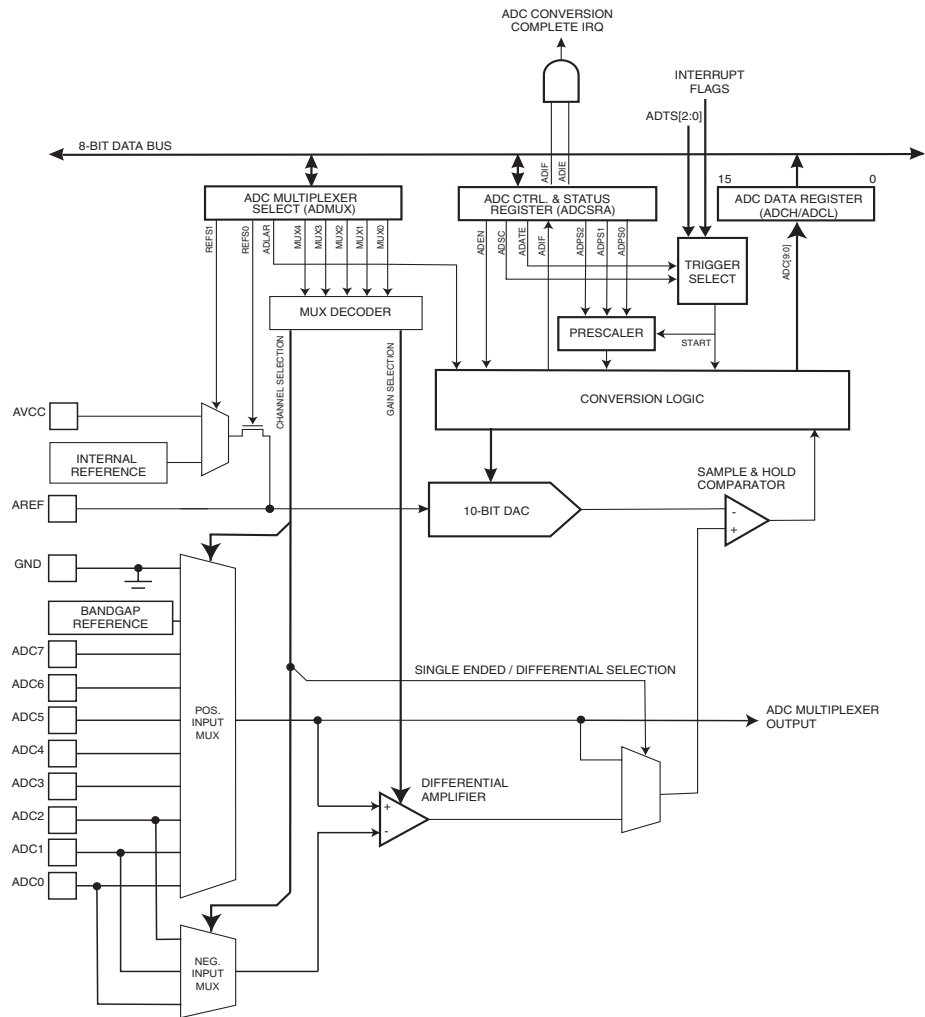 ADC CONVERSION
COMPLETE IRQ
INTERRUPT
FLAGS
ADTS[2:0]
8-BIT DATA BUS
ADIF
ADIE
15
0
ADC MULTIPLEXER
SELECT (ADMUX)
ADC CTRL. & STATUS
REGISTER (ADCSRA)
ADC DATA REGISTER
(ADCH/ADCL)
REFS1
REFS0
ADLAR
MUX4
MUX3
MUX2
MUX1
MUX0
ADEN
ADSC
ADATE
ADIF
ADPS2
ADPS1
ADPS0
ADC[9:0]
TRIGGER
SELECT
MUX DECODER
PRESCALER
START
CHANNEL SELECTION
GAIN SELECTION
CONVERSION LOGIC
AVCC
INTERNAL
REFERENCE
SAMPLE & HOLD
COMPARATOR
AREF
10-BIT DAC
-
+
GND
BANDGAP
REFERENCE
ADC7
SINGLE ENDED / DIFFERENTIAL SELECTION
ADC6
ADC5
POS.
INPUT
MUX
ADC MULTIPLEXER
OUTPUT
ADC4
ADC3
DIFFERENTIAL
AMPLIFIER
+
-
ADC2
ADC1
ADC0
NEG.
INPUT
MUX